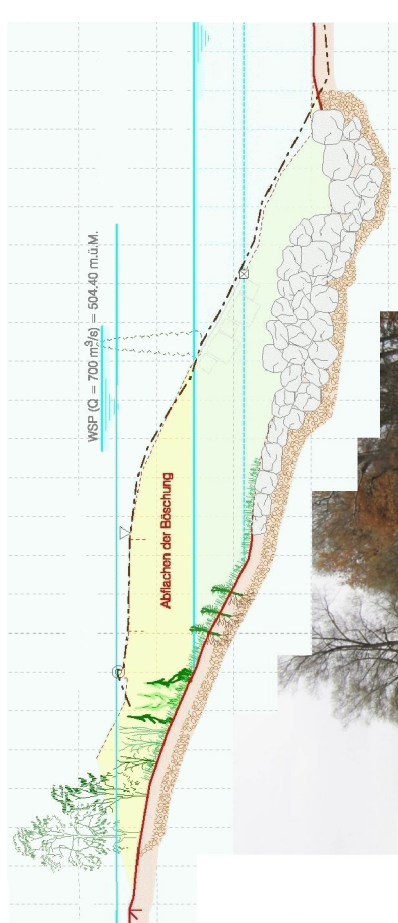 WSP (Q = 700 m³/s) = 504.40 m.ü.M.
Abflachen der Böschung